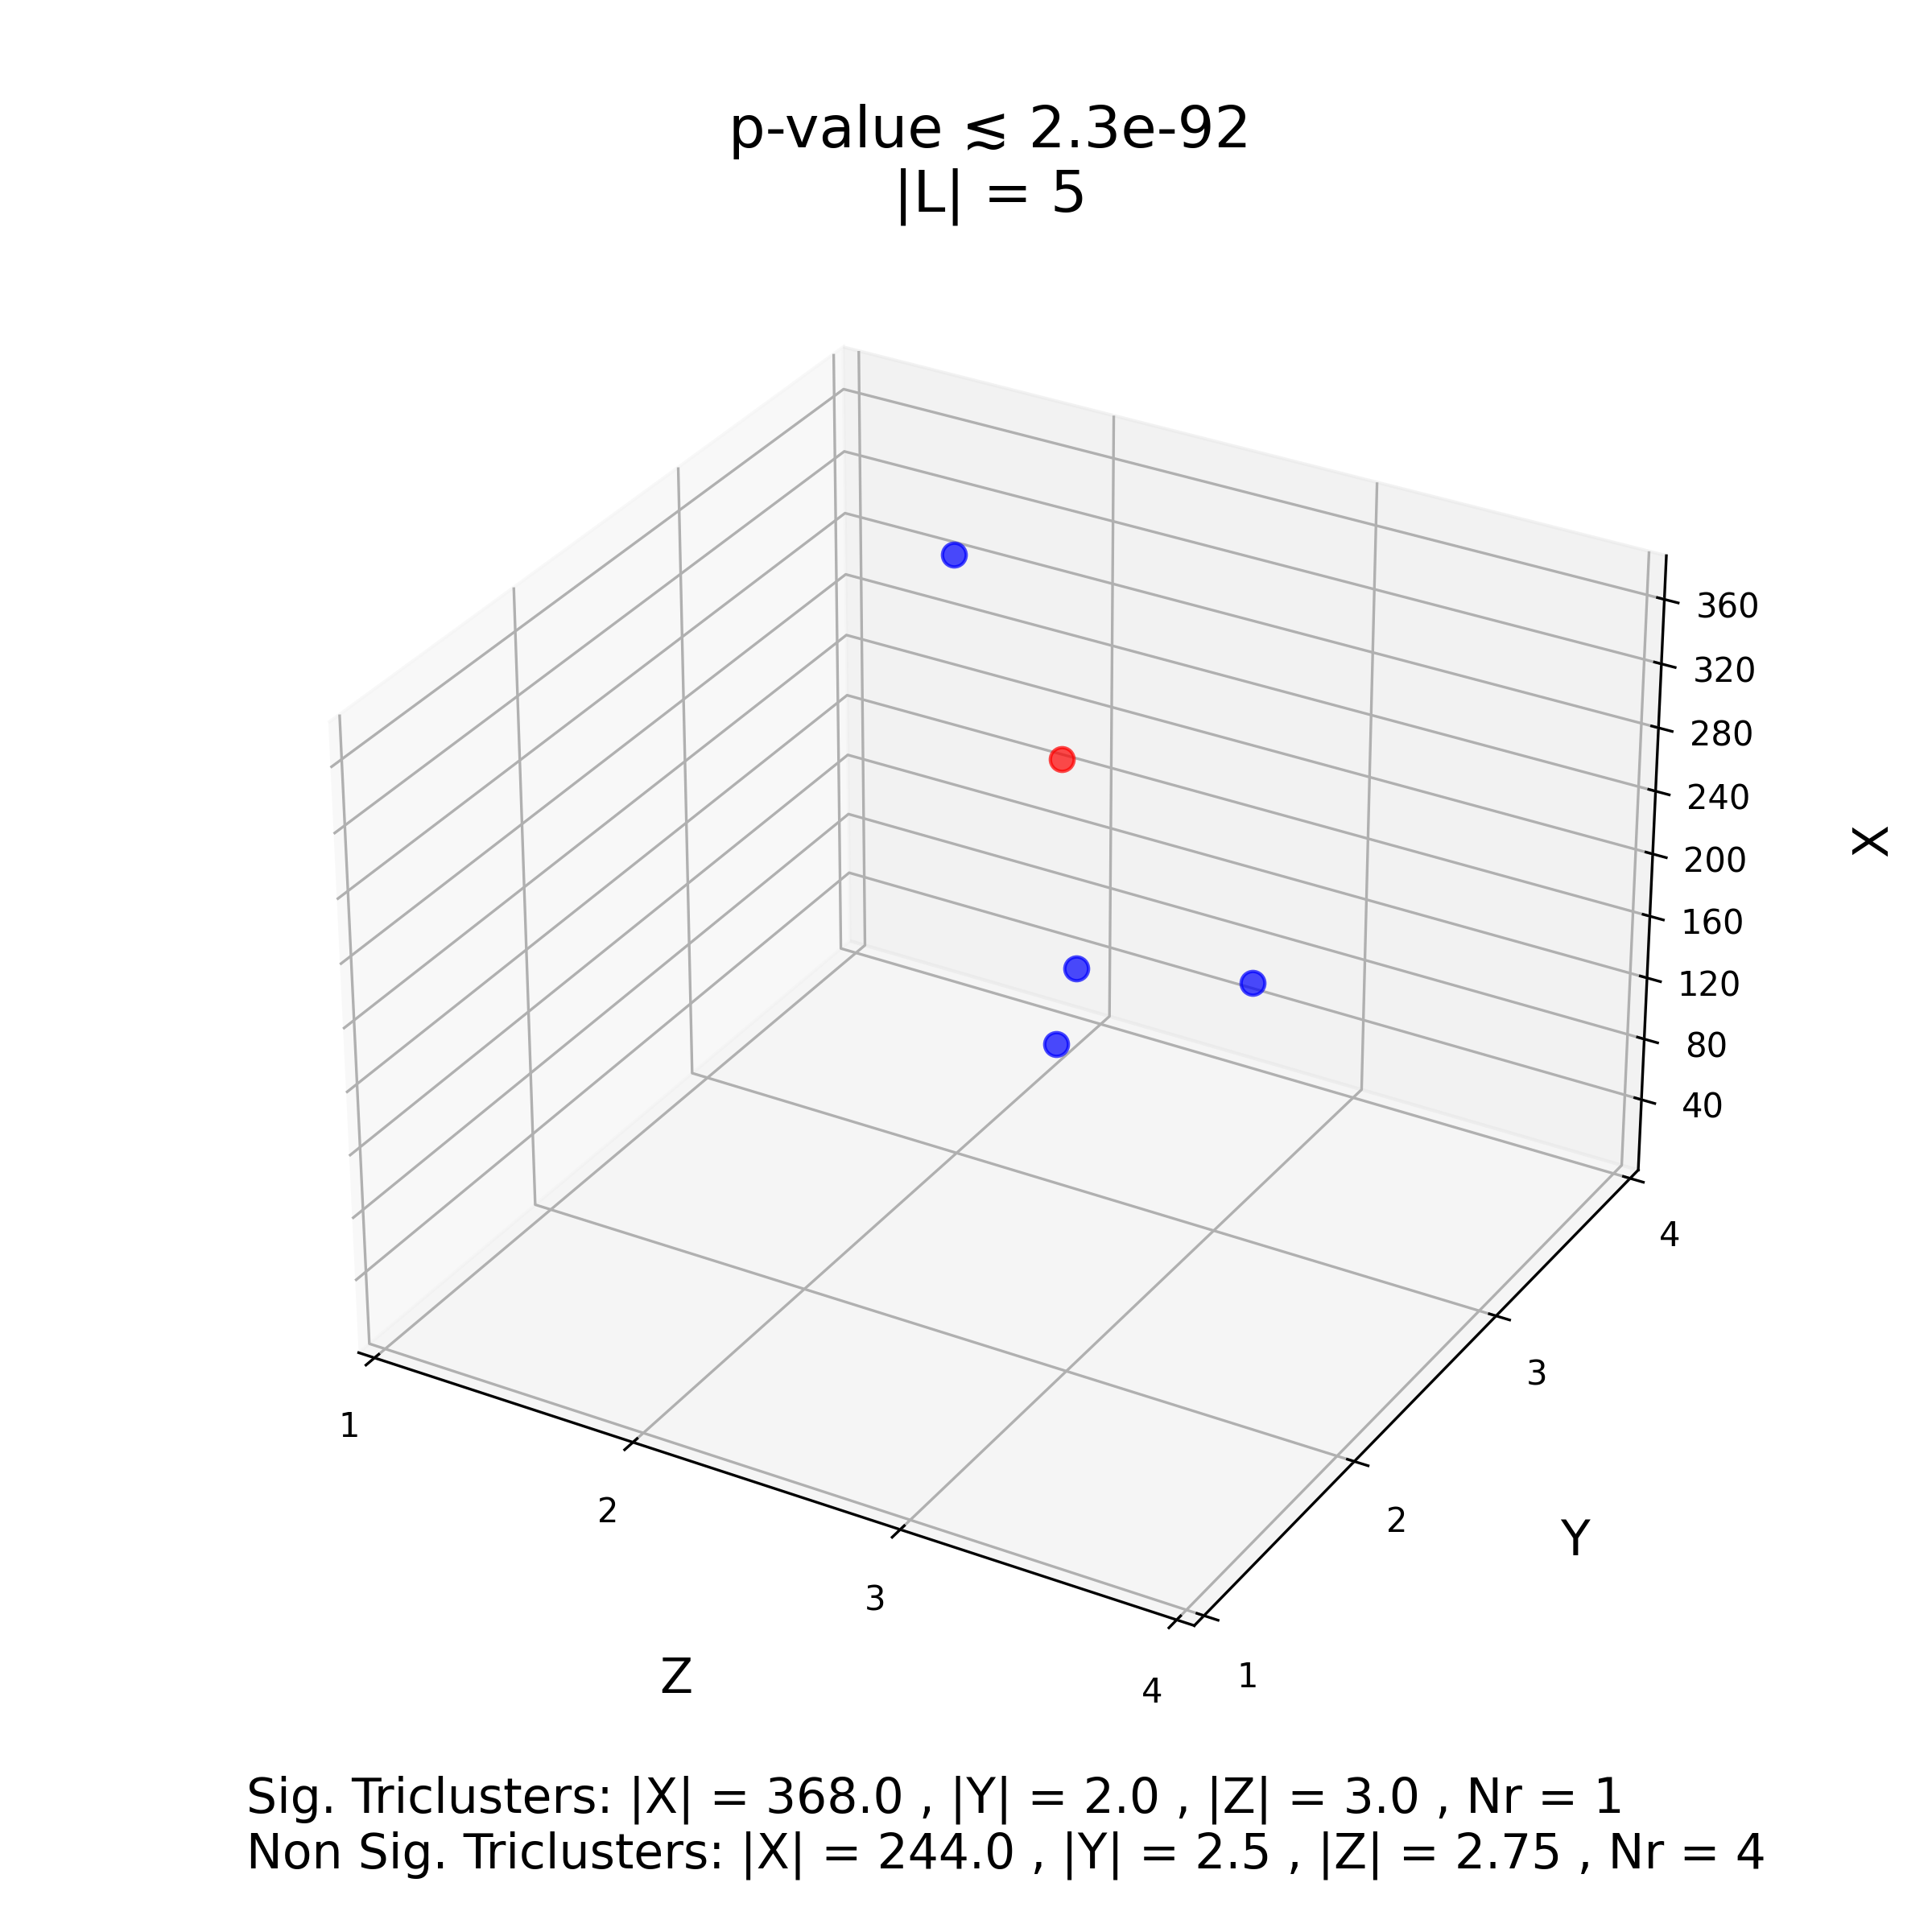 p-value ≲ 2.3e-92
|L| = 5
360
320
280
240
200
160
120
80
40
X
4
3
2
1
Y
1
2
3
4
Z
Sig. Triclusters: |X| = 368.0 , |Y| = 2.0 , |Z| = 3.0 , Nr = 1
Non Sig. Triclusters: |X| = 244.0 , |Y| = 2.5 , |Z| = 2.75 , Nr = 4